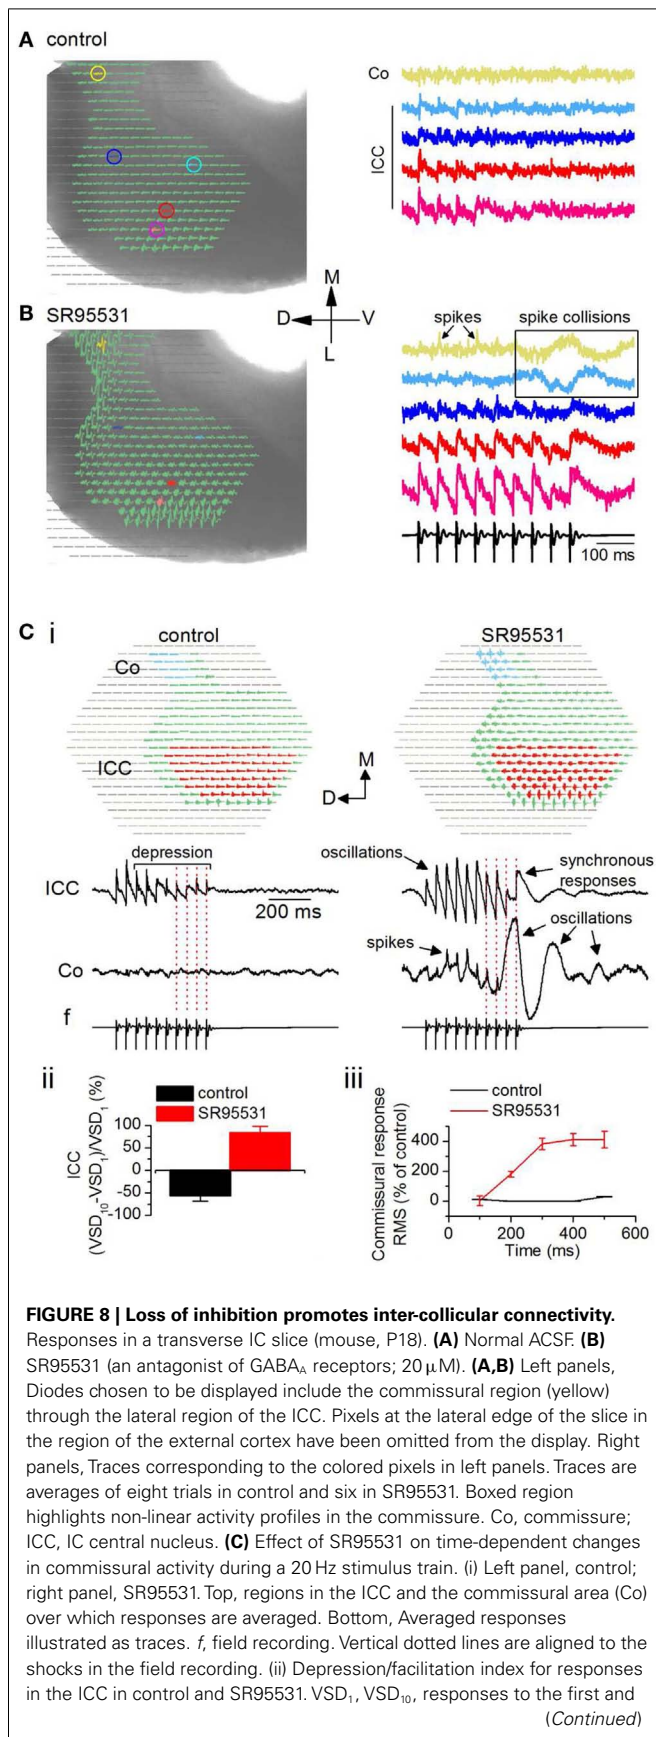 A control
Co
ICC
B SR95531
M
D V
L
spikes spike collisions
100 ms
C i control SR95531
Co
ICC
M
D
depression
oscillations
synchronous
responses
ICC
200 ms
oscillations
spikes
Co
f
ii
control
SR95531
ICC
(VSD10-VSD1)/VSD1 (%)
100
50
0
-50
-100
iii
control
SR95531
Commissural response
RMS (% of control)
400
200
0
0 200 400 600
Time (ms)
FIGURE 8 | Loss of inhibition promotes inter-collicular connectivity.
Responses in a transverse IC slice (mouse, P18). (A) Normal ACSF. (B)
SR95531 (an antagonist of GABAA receptors; 20 μM). (A,B) Left panels,
Diodes chosen to be displayed include the commissural region (yellow)
through the lateral region of the ICC. Pixels at the lateral edge of the slice in
the region of the external cortex have been omitted from the display. Right
panels, Traces corresponding to the colored pixels in left panels. Traces are
averages of eight trials in control and six in SR95531. Boxed region
highlights non-linear activity profiles in the commissure. Co, commissure;
ICC, IC central nucleus. (C) Effect of SR95531 on time-dependent changes
in commissural activity during a 20 Hz stimulus train. (i) Left panel, control;
right panel, SR95531. Top, regions in the ICC and the commissural area (Co)
over which responses are averaged. Bottom, Averaged responses
illustrated as traces. f, field recording. Vertical dotted lines are aligned to the
shocks in the field recording. (ii) Depression/facilitation index for responses
in the ICC in control and SR95531. VSD1, VSD10, responses to the first and
(Continued)